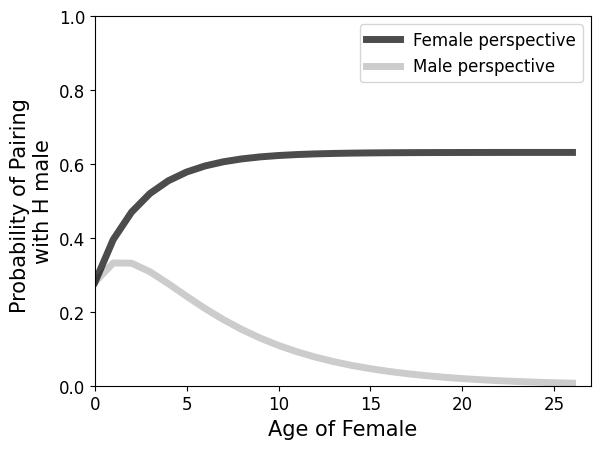 Female perspective
Male perspective
1.0
0.8
0.6
0.4
0.2
0.0
Probability of Pairing
with H male
0
5
10
15
20
25
Age of Female